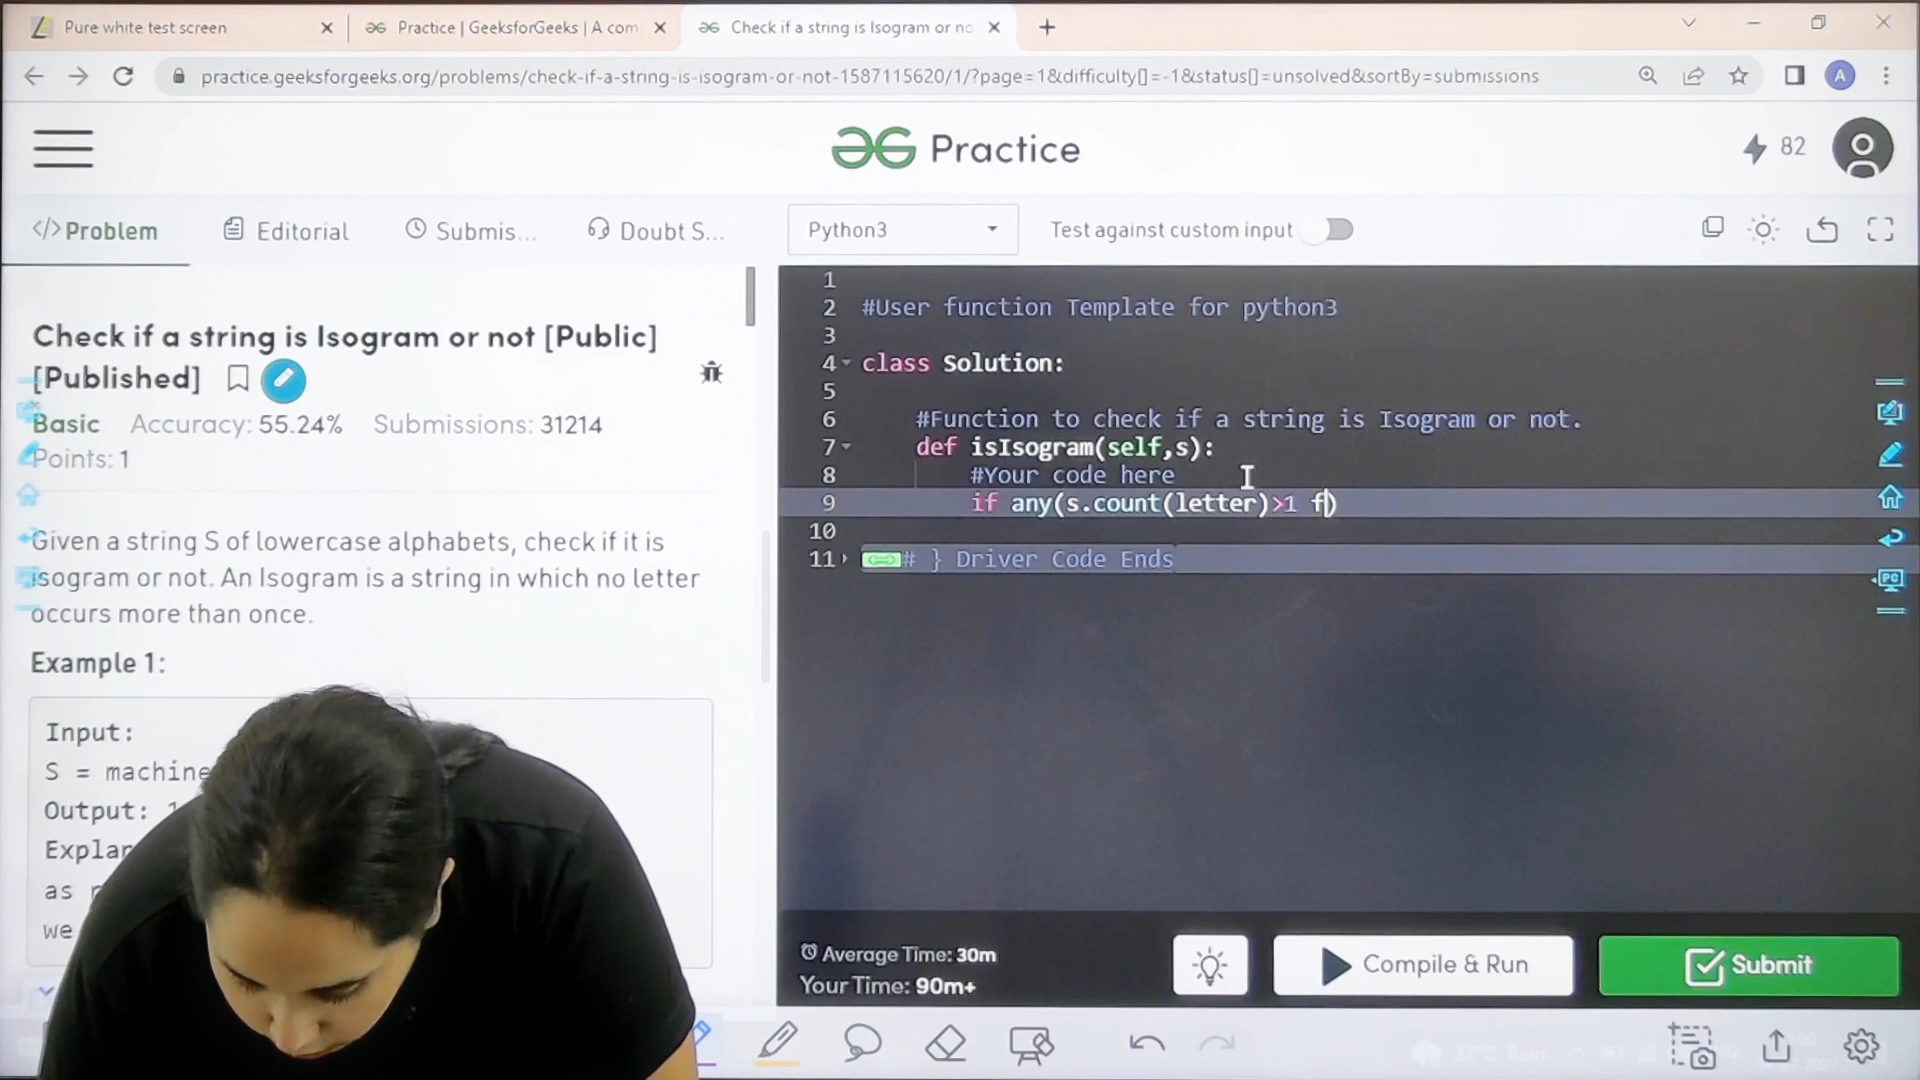 Pure white test screen
Practice | GeeksforGeeks | A com
Check if a string is Isogram or no
practice.geeksforgeeks.org/problems/check-if-a-string-is-isogram-or-not-1587115620/1/?page=1&difficulty[]=-1&status[]=unsolved&sortBy=submissions
A
Practice
82
</> Problem
Editorial
Submis...
Doubt S...
Python3
Test against custom input
Check if a string is Isogram or not [Public]
[Published]
Basic Accuracy: 55.24% Submissions: 31214
Points: 1
Given a string S of lowercase alphabets, check if it is
isogram or not. An Isogram is a string in which no letter
occurs more than once.
Example 1:
Input:
S = machine
Output: 1
Explan
as
we
1
2 #User function Template for python3
3
4 class Solution:
5
6 #Function to check if a string is Isogram or not.
7 def isIsogram(self,s):
8 #Your code here
9 if any(s.count(letter)>1 f)
10
11 # } Driver Code Ends
PC
Average Time: 30m
Your Time: 90m+
Compile & Run
Submit
37°C Rain